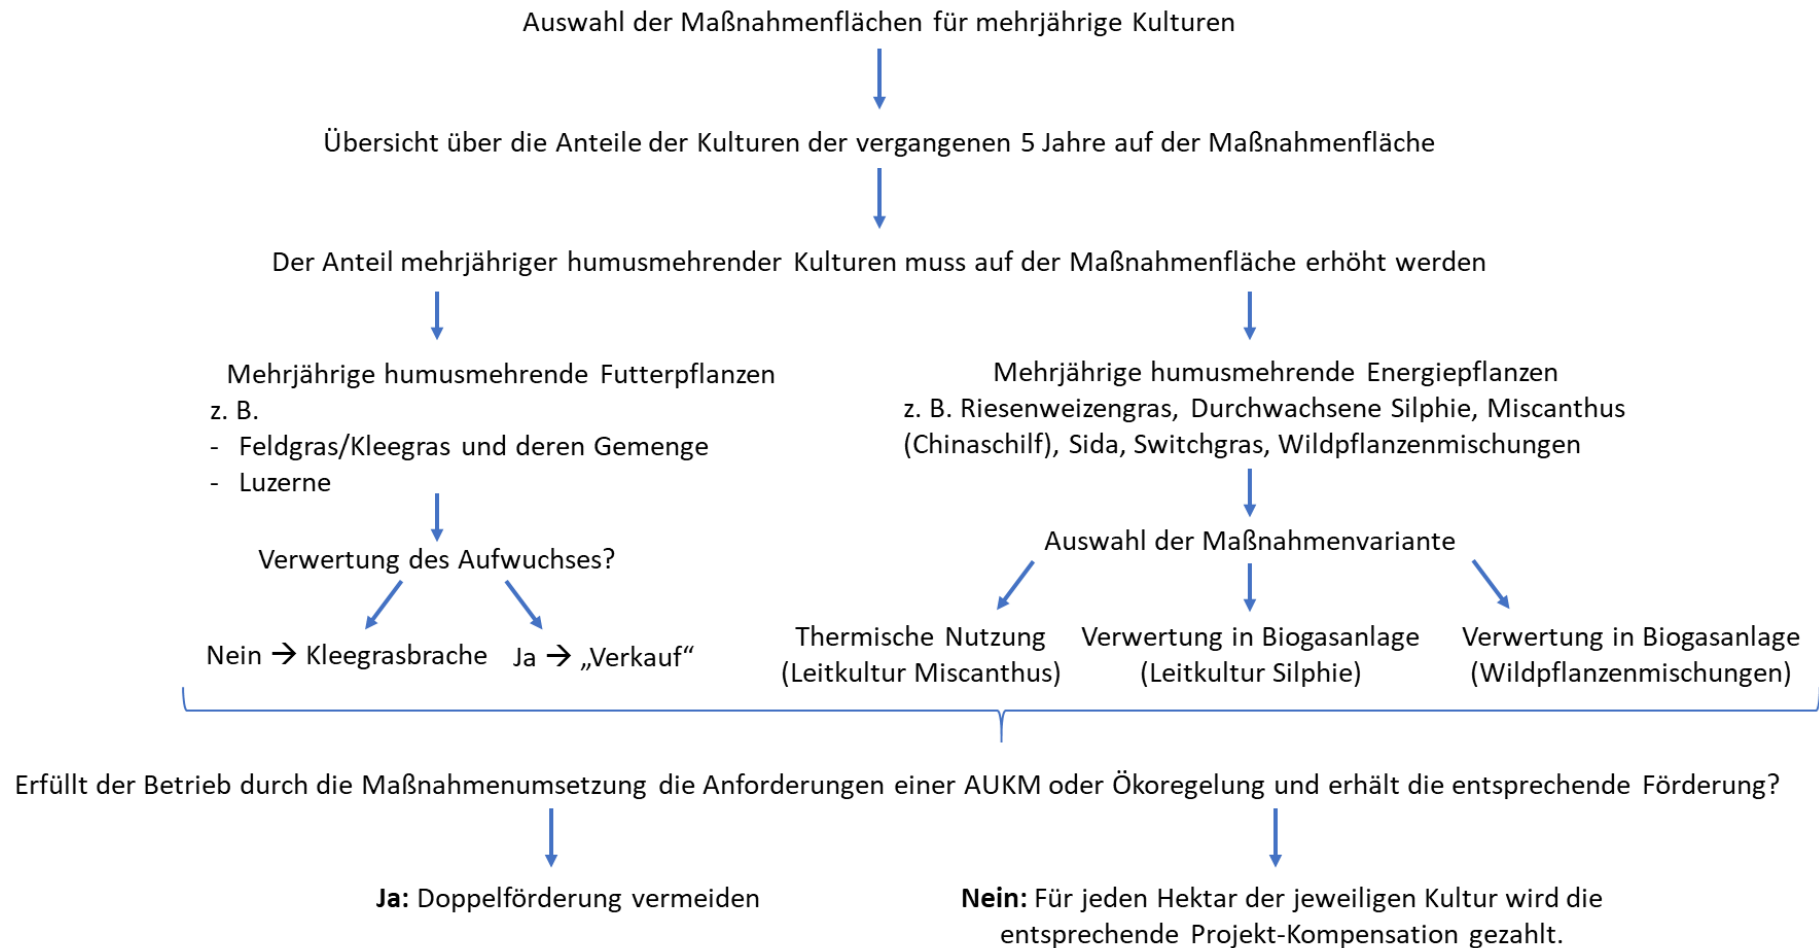 Auswahl der Maßnahmenflächen für mehrjährige Kulturen
Übersicht über die Anteile der Kulturen der vergangenen 5 Jahre auf der Maßnahmenfläche
Der Anteil mehrjähriger humusmehrender Kulturen muss auf der Maßnahmenfläche erhöht werden
Mehrjährige humusmehrende Futterpflanzen
z. B.
- Feldgras/Kleegras und deren Gemenge
- Luzerne
Verwertung des Aufwuchses?
Nein → Kleegrasbrache
Ja → „Verkauf“
Mehrjährige humusmehrende Energiepflanzen
z. B. Riesenweizengras, Durchwachsene Silphie, Miscanthus
(Chinaschilf), Sida, Switchgras, Wildpflanzenmischungen
Auswahl der Maßnahmenvariante
Thermische Nutzung
(Leitkultur Miscanthus)
Verwertung in Biogasanlage
(Leitkultur Silphie)
Verwertung in Biogasanlage
(Wildpflanzenmischungen)
Erfüllt der Betrieb durch die Maßnahmenumsetzung die Anforderungen einer AUKM oder Ökoregelung und erhält die entsprechende Förderung?
Ja: Doppelförderung vermeiden
Nein: Für jeden Hektar der jeweiligen Kultur wird die
entsprechende Projekt-Kompensation gezahlt.